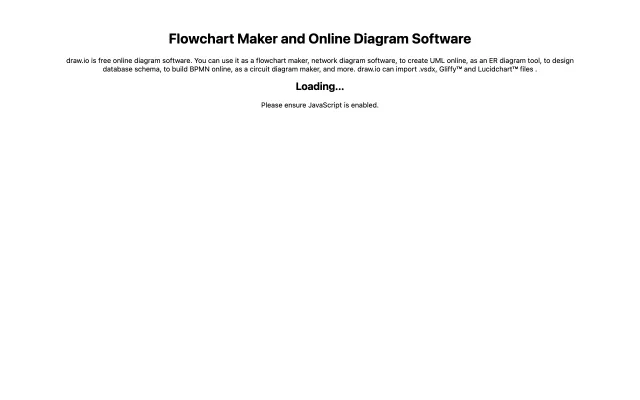 Flowchart Maker and Online Diagram Software
draw.io is free online diagram software. You can use it as a flowchart maker, network diagram software, to create UML online, as an ER diagram tool, to design
database schema, to build BPMN online, as a circuit diagram maker, and more. draw.io can import .vsdx, Gliffy™ and Lucidchart™ files .
Loading...
Please ensure JavaScript is enabled.